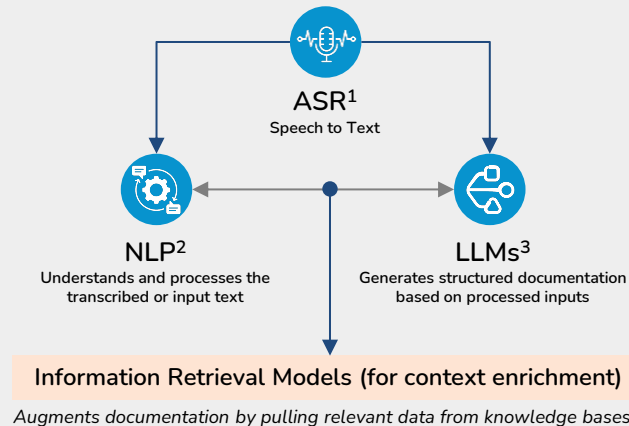 ASR¹
Speech to Text
NLP²
Understands and processes the
transcribed or input text
LLMs³
Generates structured documentation
based on processed inputs
Information Retrieval Models (for context enrichment)
Augments documentation by pulling relevant data from knowledge bases